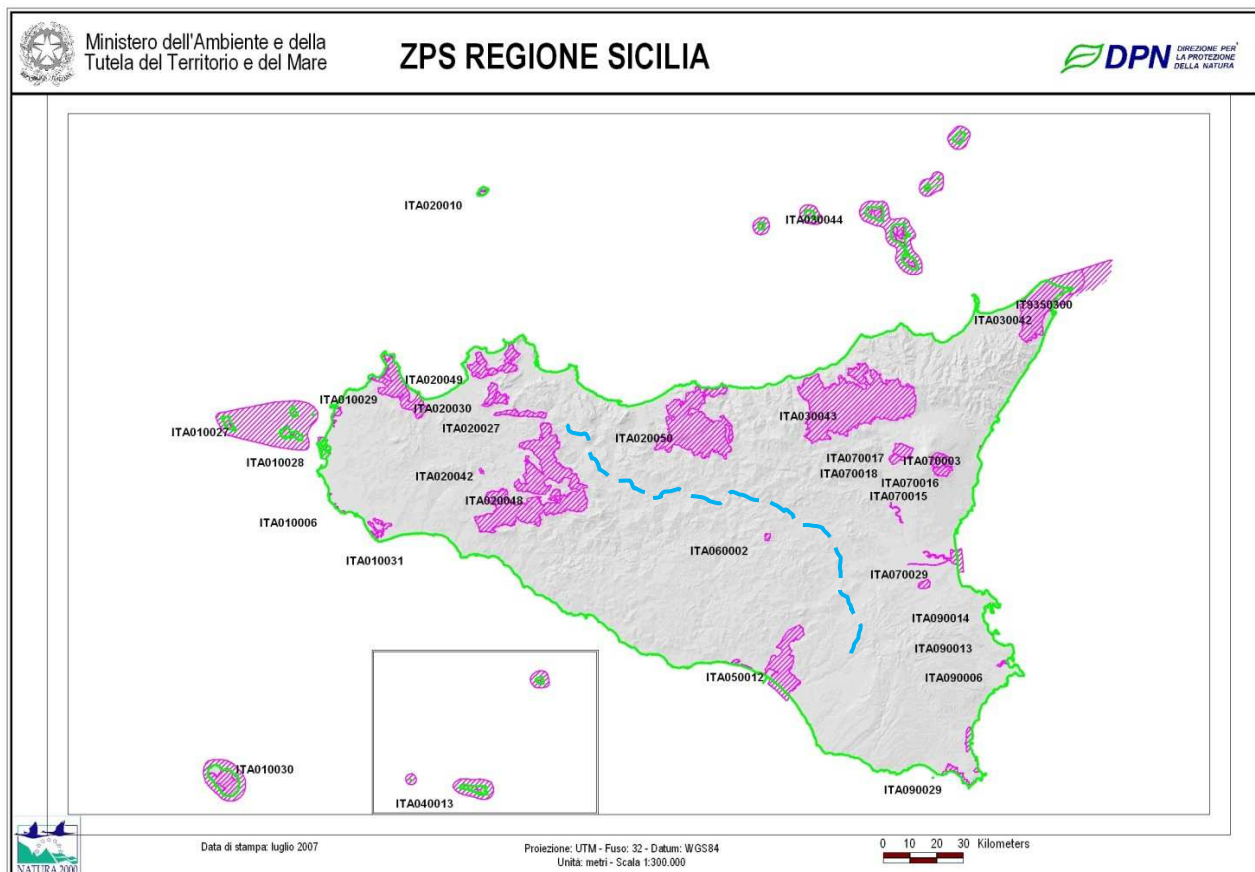 Ministero dell'Ambiente e della
Tutela del Territorio e del Mare
ZPS REGIONE SICILIA
DPN
DIREZIONE PER
LA PROTEZIONE
DELLA NATURA
ITA020010
ITA030044
IT93S0300
ITA030042
ITA020049
ITA010029
ITA020030
ITA030043
ITA020027
ITA010027
ITA020050
ITA070017
ITA070003
ITA010028
ITA020042
ITA070018
ITA070016
ITA070015
ITA020048
ITA010006
ITA060002
ITA010031
ITA070029
ITA090014
ITA090013
ITA050012
ITA090006
ITA010030
ITA090029
ITA040013
NATURA 2000
Data di stampa: luglio 2007
Proiezione: UTM - Fuso: 32 - Datum: WGS84
Unità: metri - Scala 1:300.000
0 10 20 30 Kilometers